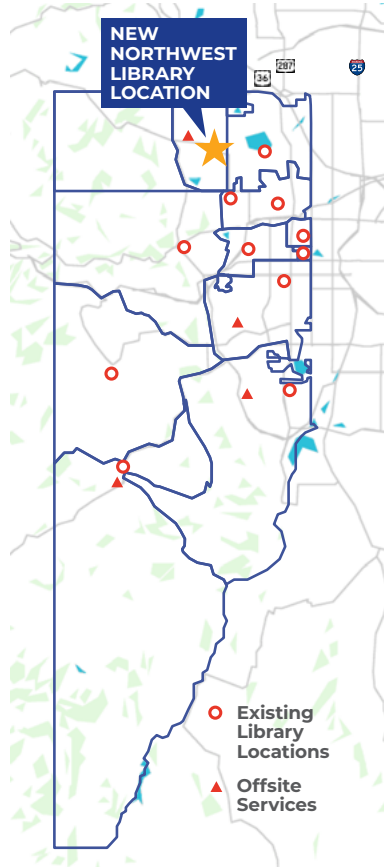 NEW
NORTHWEST
LIBRARY
LOCATION
287
36
25
Existing
Library
Locations
Offsite
Services